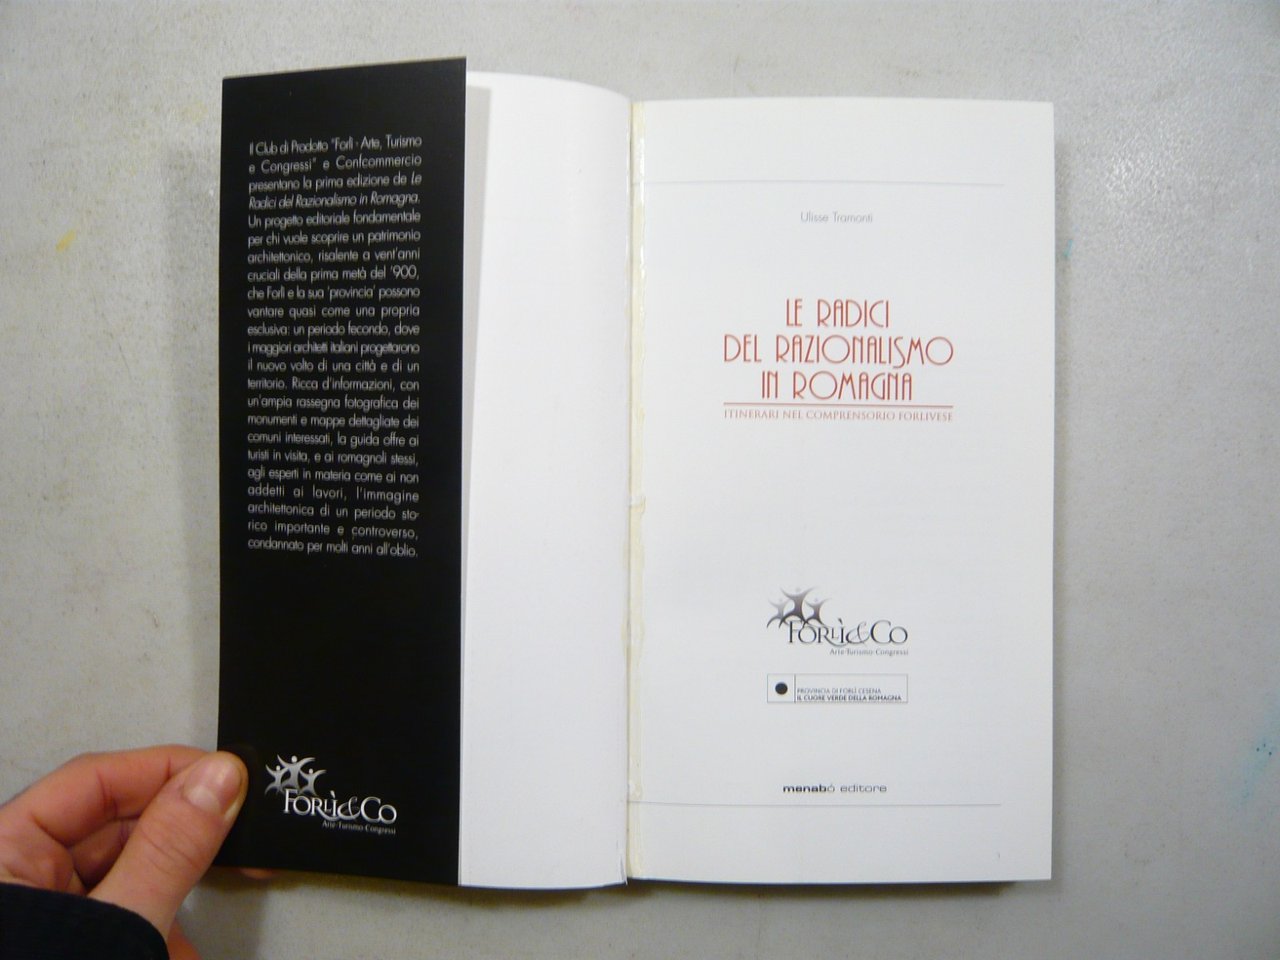 Il Club di Prodotto "Forlì - Arte, Turismo
e Congressi" e Confcommercio
presentano la prima edizione de Le
Radici del Razionalismo in Romagna.
Un progetto editoriale fondamentale
per chi vuole scoprire un patrimonio
architettonico, risalente a vent'anni
cruciali della prima metà del '900,
che Forlì e la sua 'provincia' possono
vantare quasi come una propria
esclusiva: un periodo fecondo, dove
i maggiori architetti italiani progettarono
il nuovo volto di una città e di un
territorio. Ricca d'informazioni, con
un'ampia rassegna fotografica dei
monumenti e mappe dettagliate dei
comuni interessati, la guida offre ai
turisti in visita, e ai romagnoli stessi,
agli esperti in materia come ai non
addetti ai lavori, l'immagine
architettonica di un periodo sto-
rico importante e controverso,
condannato per molti anni all'oblio.
FORLÌ&CO
Arte·Turismo·Congressi
Ulisse Tramonti
LE RADICI
DEL RAZIONALISMO
IN ROMAGNA
ITINERARI NEL COMPRENSORIO FORLIVESE
FORLÌ&CO
Arte·Turismo·Congressi
PROVINCIA DI FORLÌ CESENA
IL CUORE VERDE DELLA ROMAGNA
menabó editore